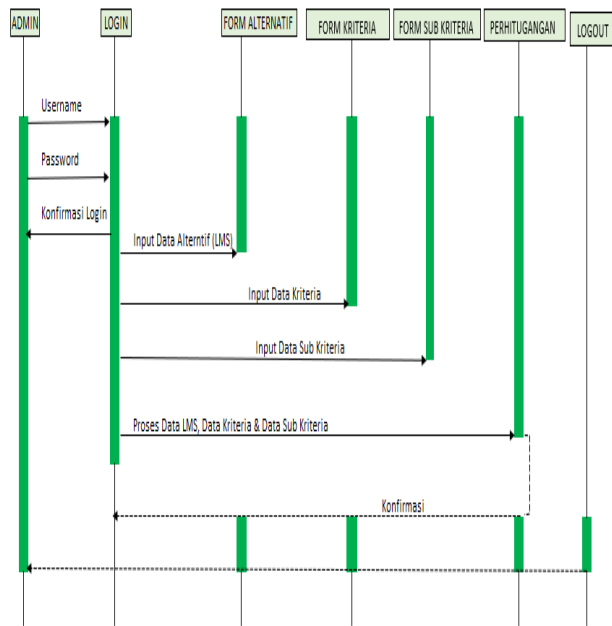 ADMIN
LOGIN
FORM ALTERNATIF
FORM KRITERIA
FORM SUB KRITERIA
PERHITUGANGAN
LOGOUT
Username
Password
Konfirmasi Login
Input Data Alterntif (LMS)
Input Data Kriteria
Input Data Sub Kriteria
Proses Data LMS, Data Kriteria & Data Sub Kriteria
Konfirmasi